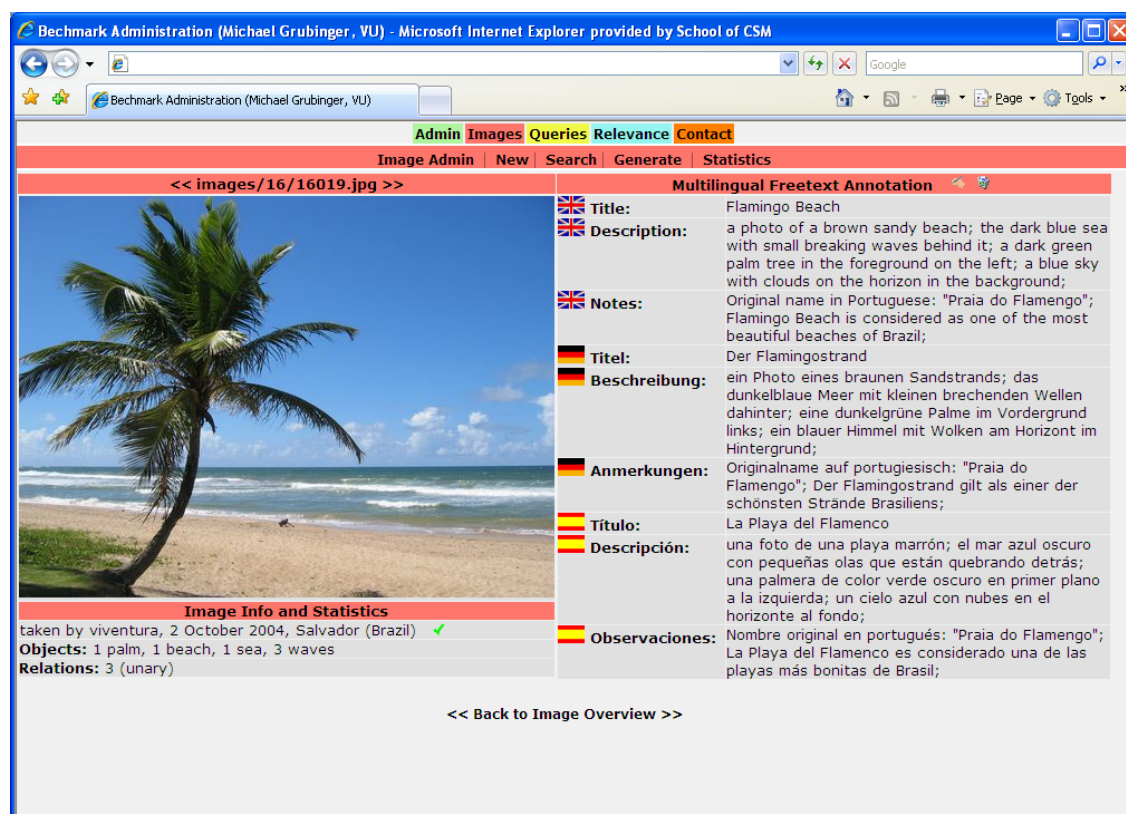 Bechmark Administration (Michael Grubinger, VU) - Microsoft Internet Explorer provided by School of CSM
Google
Bechmark Administration (Michael Grubinger, VU)
Page
Tools
»
Admin Images Queries Relevance Contact
Image Admin | New | Search | Generate | Statistics
<< images/16/16019.jpg >>
Multilingual Freetext Annotation
Title: Flamingo Beach
Description: a photo of a brown sandy beach; the dark blue sea
with small breaking waves behind it; a dark green
palm tree in the foreground on the left; a blue sky
with clouds on the horizon in the background;
Notes: Original name in Portuguese: "Praia do Flamengo";
Flamingo Beach is considered as one of the most
beautiful beaches of Brazil;
Titel: Der Flamingostrand
Beschreibung: ein Photo eines braunen Sandstrands; das
dunkelblaue Meer mit kleinen brechenden Wellen
dahinter; eine dunkelgrüne Palme im Vordergrund
links; ein blauer Himmel mit Wolken am Horizont im
Hintergrund;
Anmerkungen: Originalname auf portugiesisch: "Praia do
Flamengo"; Der Flamingostrand gilt als einer der
schönsten Strände Brasiliens;
Título: La Playa del Flamenco
Descripción: una foto de una playa marrón; el mar azul oscuro
con pequeñas olas que están quebrando detrás;
una palmera de color verde oscuro en primer plano
a la izquierda; un cielo azul con nubes en el
horizonte al fondo;
Observaciones: Nombre original en portugués: "Praia do Flamengo";
La Playa del Flamenco es considerado una de las
playas más bonitas de Brasil;
Image Info and Statistics
taken by viventura, 2 October 2004, Salvador (Brazil)
Objects: 1 palm, 1 beach, 1 sea, 3 waves
Relations: 3 (unary)
<< Back to Image Overview >>